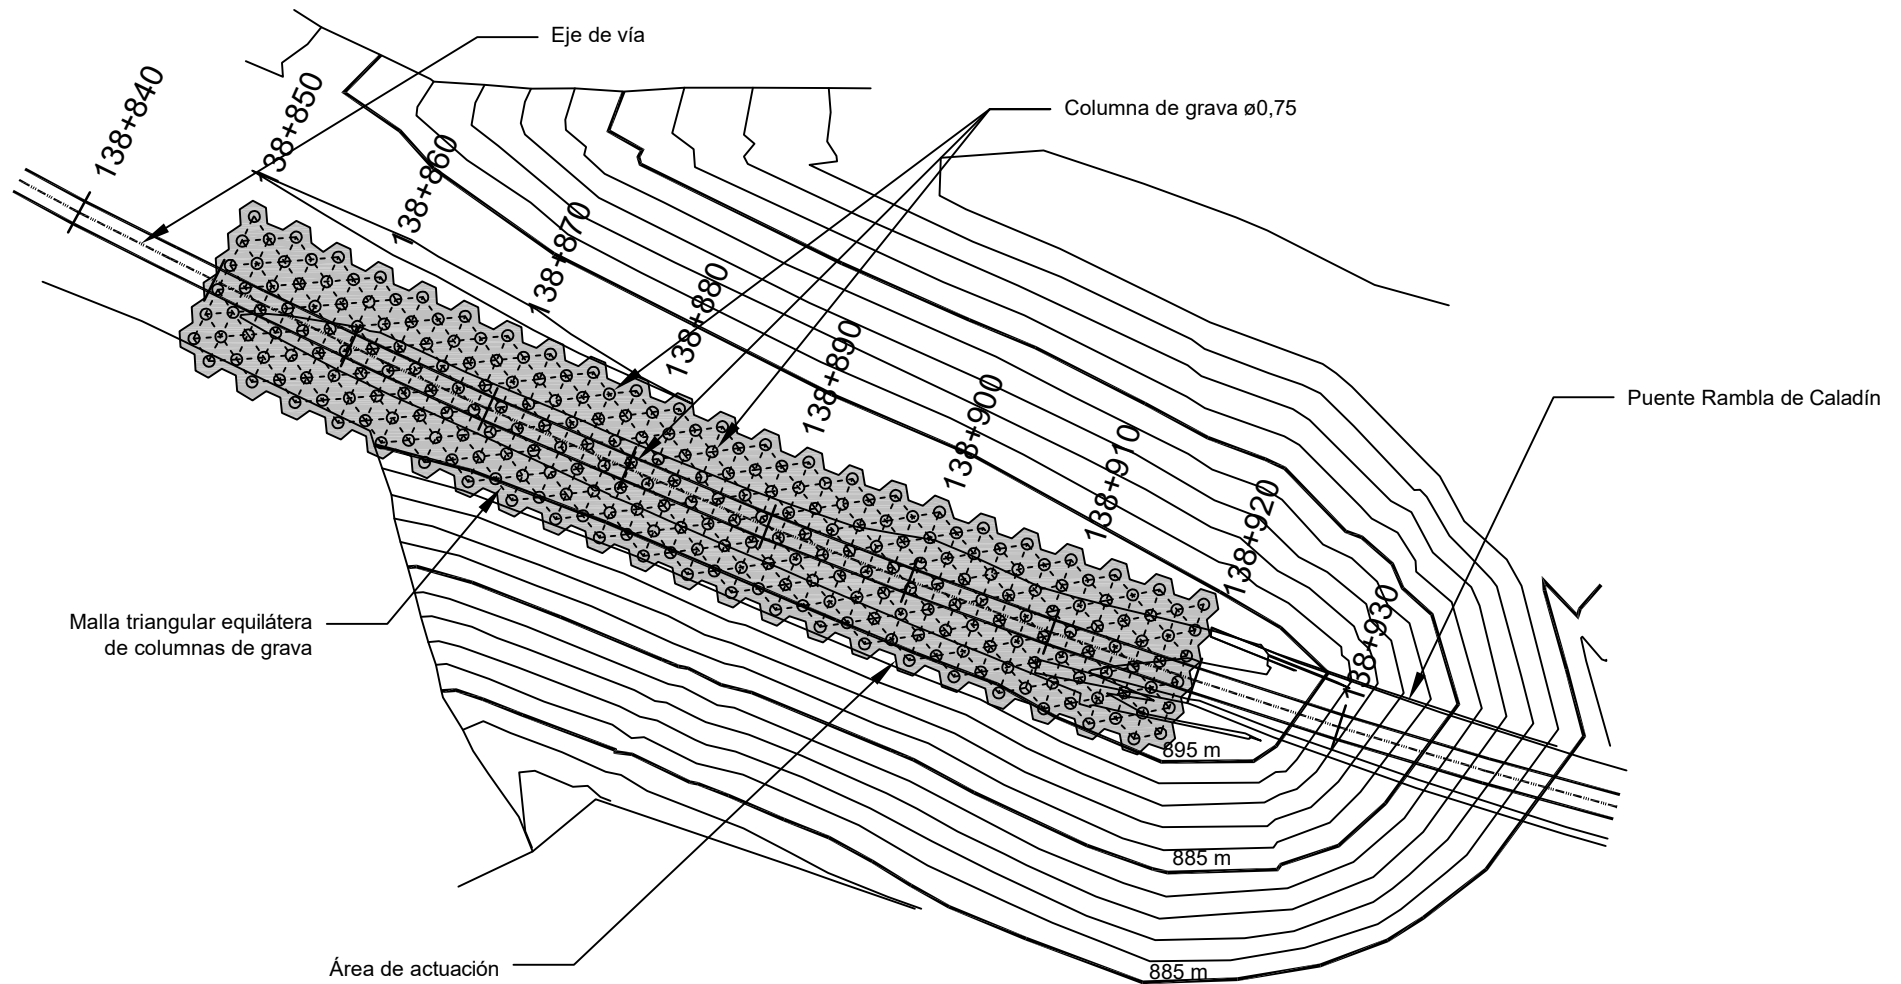 Eje de vía
138+840
138+850
Columna de grava ø0,75
138+860
138+870
138+880
138+890
138+900
Puente Rambla de Caladín
138+910
138+920
138+930
Malla triangular equilátera
de columnas de grava
895 m
885 m
Área de actuación
885 m